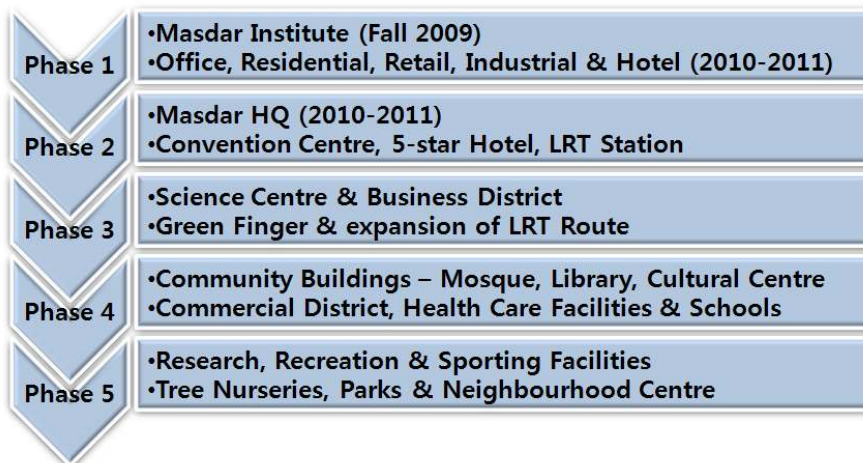 Phase 1
•Masdar Institute (Fall 2009)
•Office, Residential, Retail, Industrial & Hotel (2010-2011)
Phase 2
•Masdar HQ (2010-2011)
•Convention Centre, 5-star Hotel, LRT Station
Phase 3
•Science Centre & Business District
•Green Finger & expansion of LRT Route
Phase 4
•Community Buildings – Mosque, Library, Cultural Centre
•Commercial District, Health Care Facilities & Schools
Phase 5
•Research, Recreation & Sporting Facilities
•Tree Nurseries, Parks & Neighbourhood Centre